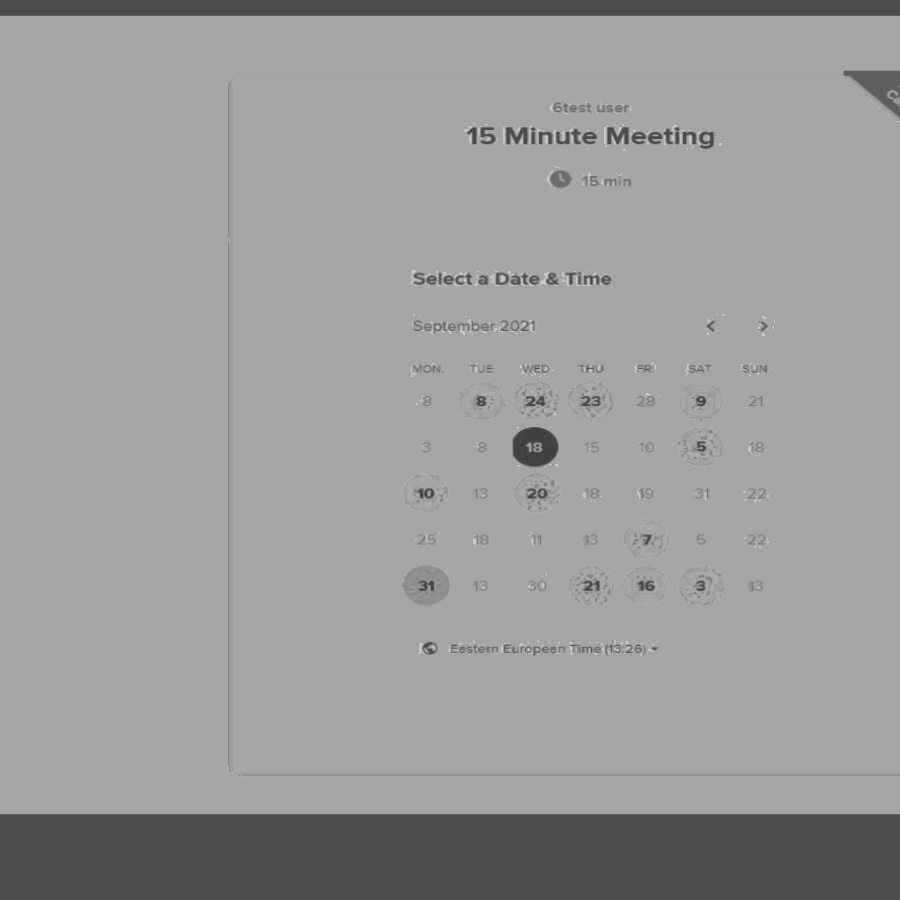 6test user
15 Minute Meeting
15 min
Select a Date & Time
September 2021
MON TUE WED THU FRI SAT SUN
8 8 24 23 28 9 21
3 8 18 15 10 5 18
10 13 20 18 19 31 22
25 18 11 13 7 5 22
31 13 30 21 16 3 13
Eastern European Time (13:26)